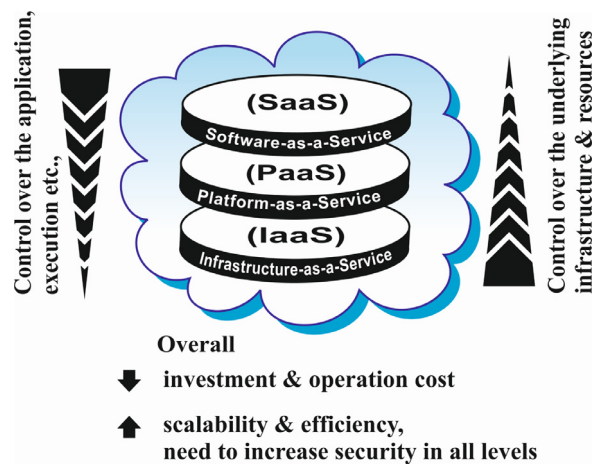 Control over the application,
execution etc.,
(SaaS)
Software-as-a-Service
(PaaS)
Platform-as-a-Service
(IaaS)
Infrastructure-as-a-Service
Control over the underlying
infrastructure & resources
Overall
investment & operation cost
scalability & efficiency,
need to increase security in all levels